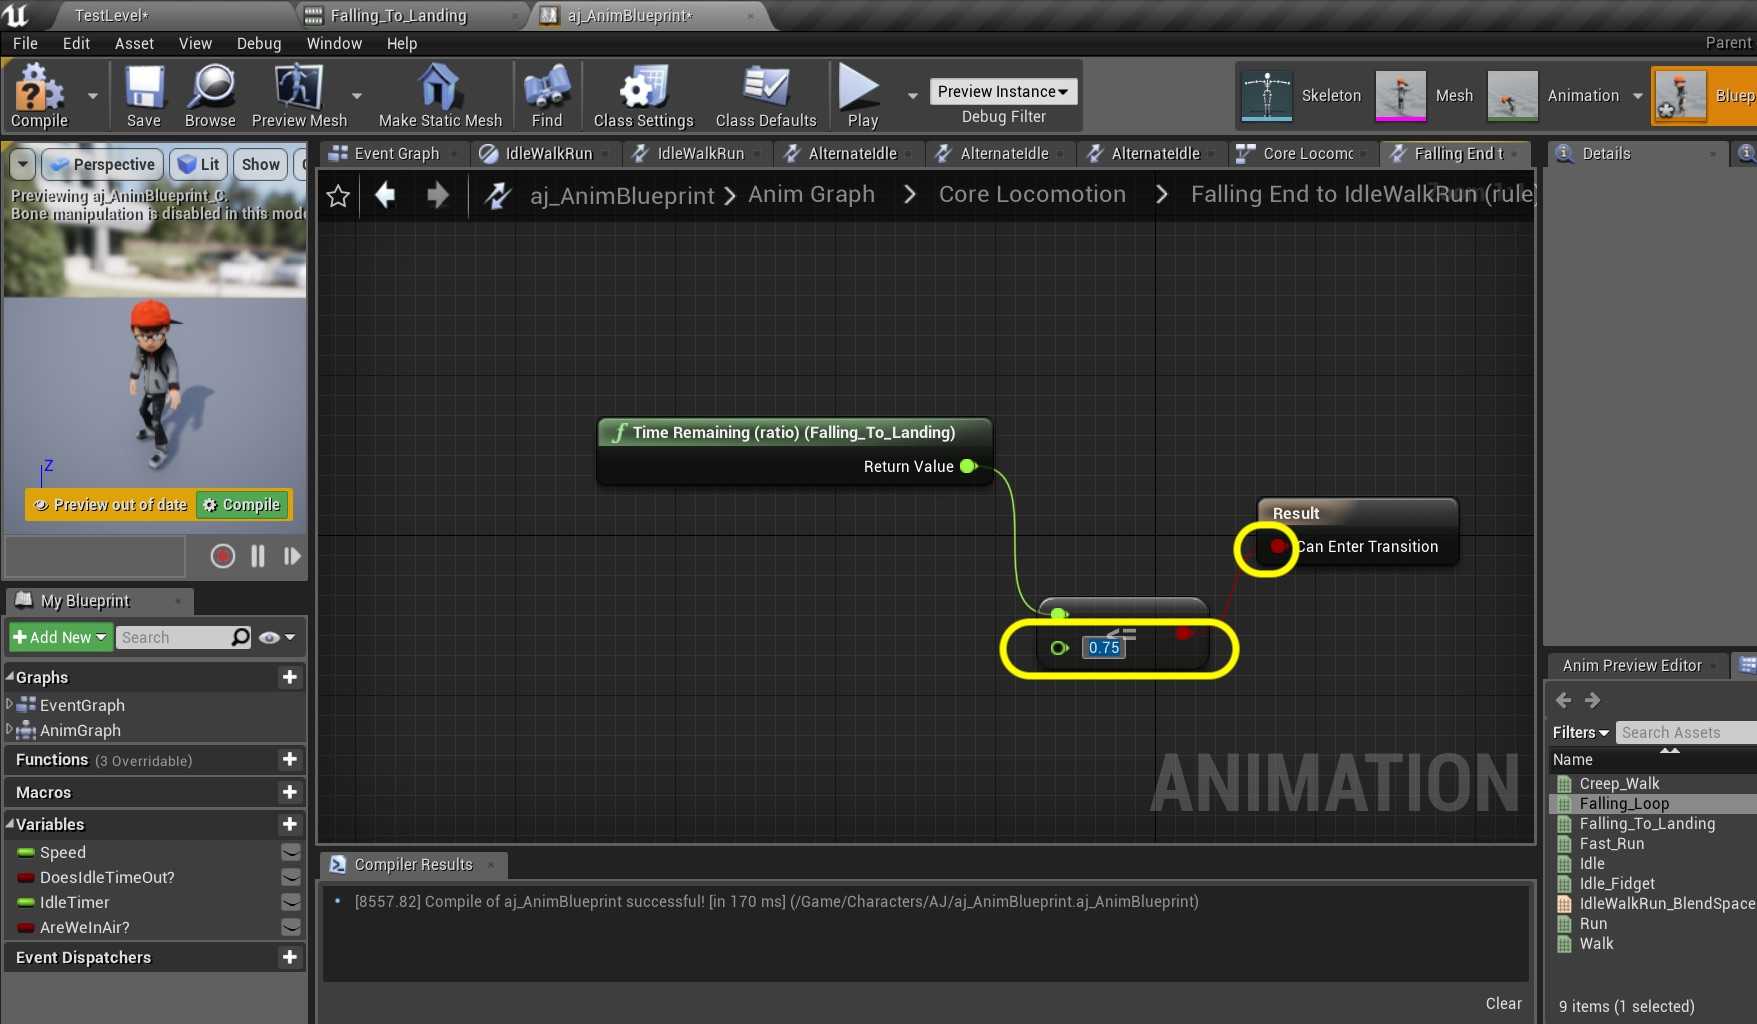 TestLevel*
Falling_To_Landing
aj_AnimBlueprint*
File Edit Asset View Debug Window Help
Parent
Compile
Save
Browse
Preview Mesh
Make Static Mesh
Find
Class Settings
Class Defaults
Play
Preview Instance
Debug Filter
Skeleton
Mesh
Animation
Bluep
Perspective
Lit
Show
Previewing aj_AnimBlueprint_C.
Bone manipulation is disabled in this mode
Z
Preview out of date
Compile
Event Graph
IdleWalkRun
IdleWalkRun
AlternateIdle
AlternateIdle
AlternateIdle
Core Locomc
Falling End t
Details
aj_AnimBlueprint > Anim Graph > Core Locomotion > Falling End to IdleWalkRun (rule)
Time Remaining (ratio) (Falling_To_Landing)
Return Value
Result
Can Enter Transition
<=
0.75
ANIMATION
My Blueprint
Add New
Search
Graphs
EventGraph
AnimGraph
Functions (3 Overridable)
Macros
Variables
Speed
DoesIdleTimeOut?
IdleTimer
AreWeInAir?
Event Dispatchers
Compiler Results
[8557.82] Compile of aj_AnimBlueprint successful! [in 170 ms] (/Game/Characters/AJ/aj_AnimBlueprint.aj_AnimBlueprint)
Clear
Anim Preview Editor
Filters
Search Assets
Name
Creep_Walk
Falling_Loop
Falling_To_Landing
Fast_Run
Idle
Idle_Fidget
IdleWalkRun_BlendSpace
Run
Walk
9 items (1 selected)